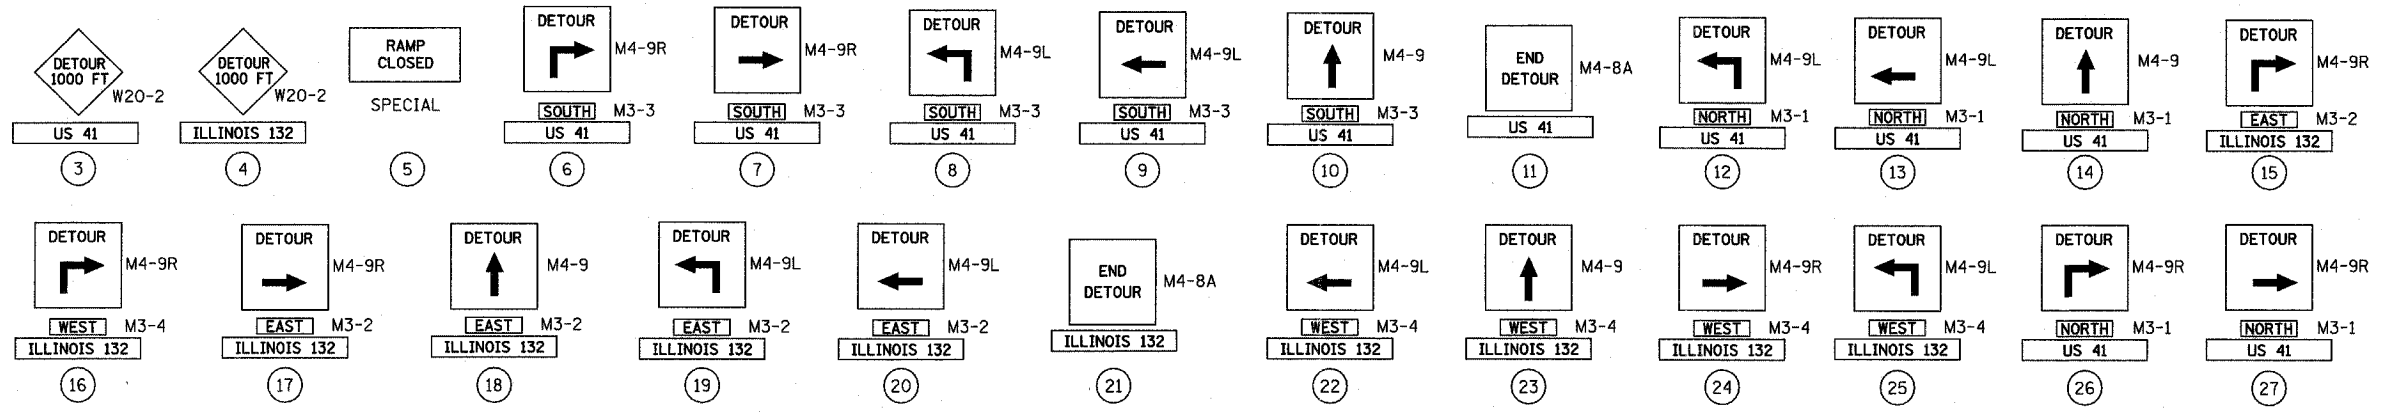 DETOUR
1000 FT
W20-2
US 41
3
DETOUR
1000 FT
W20-2
ILLINOIS 132
4
RAMP
CLOSED
SPECIAL
5
DETOUR
M4-9R
SOUTH M3-3
US 41
6
DETOUR
M4-9R
SOUTH M3-3
US 41
7
DETOUR
M4-9L
SOUTH M3-3
US 41
8
DETOUR
M4-9L
SOUTH M3-3
US 41
9
DETOUR
M4-9
SOUTH M3-3
US 41
10
END
DETOUR
M4-8A
US 41
11
DETOUR
M4-9L
NORTH M3-1
US 41
12
DETOUR
M4-9L
NORTH M3-1
US 41
13
DETOUR
M4-9
NORTH M3-1
US 41
14
DETOUR
M4-9R
EAST M3-2
ILLINOIS 132
15
DETOUR
M4-9R
WEST M3-4
ILLINOIS 132
16
DETOUR
M4-9R
EAST M3-2
ILLINOIS 132
17
DETOUR
M4-9
EAST M3-2
ILLINOIS 132
18
DETOUR
M4-9L
EAST M3-2
ILLINOIS 132
19
DETOUR
M4-9L
EAST M3-2
ILLINOIS 132
20
END
DETOUR
M4-8A
ILLINOIS 132
21
DETOUR
M4-9L
WEST M3-4
ILLINOIS 132
22
DETOUR
M4-9
WEST M3-4
ILLINOIS 132
23
DETOUR
M4-9R
WEST M3-4
ILLINOIS 132
24
DETOUR
M4-9L
WEST M3-4
ILLINOIS 132
25
DETOUR
M4-9R
NORTH M3-1
US 41
26
DETOUR
M4-9R
NORTH M3-1
US 41
27